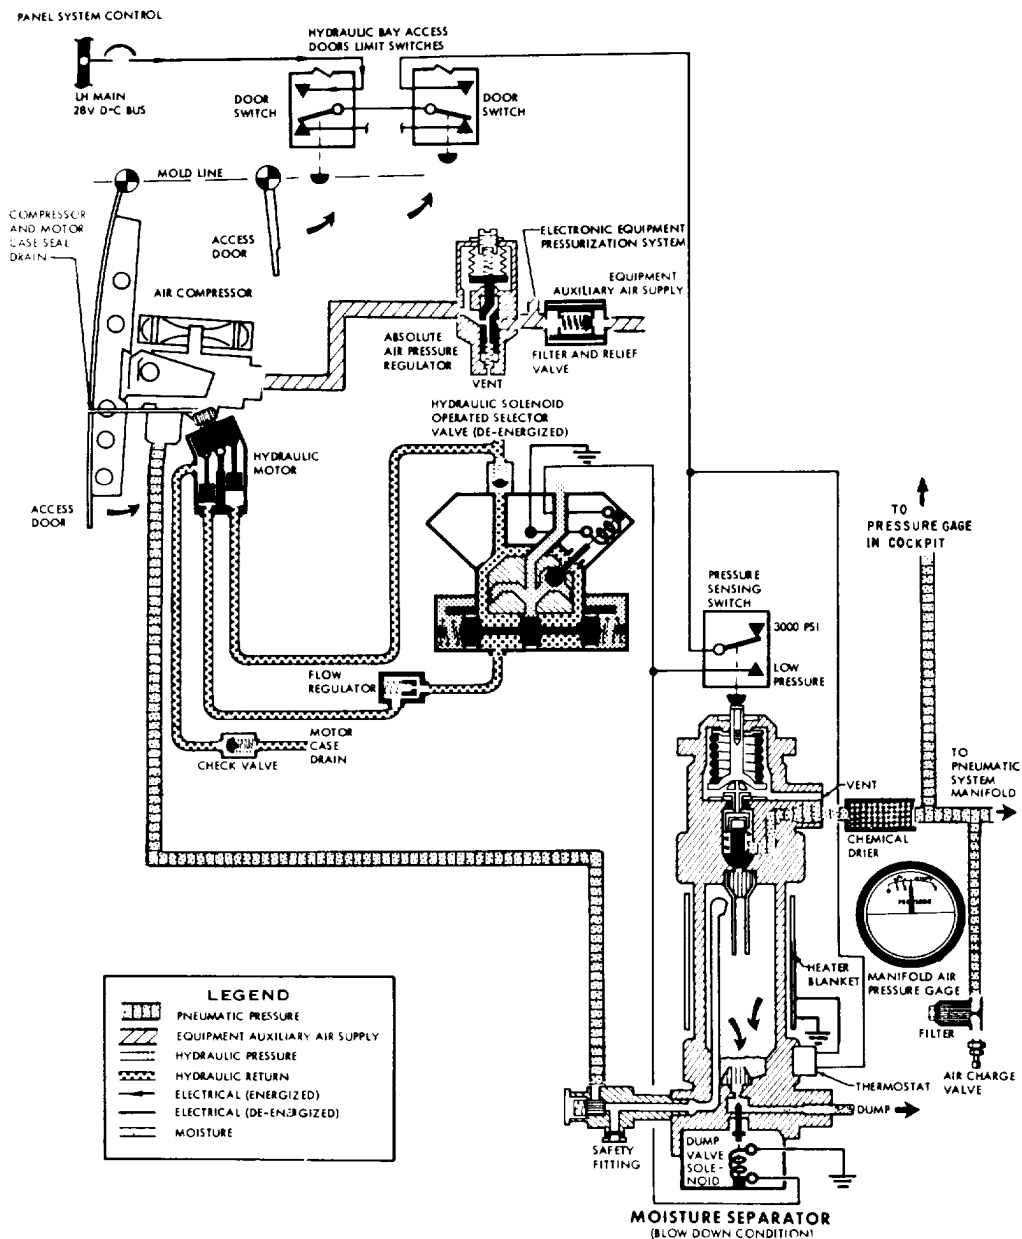 PANEL SYSTEM CONTROL
HYDRAULIC BAY ACCESS
DOORS LIMIT SWITCHES
LH MAIN
28V D-C BUS
DOOR
SWITCH
DOOR
SWITCH
MOLD LINE
COMPRESSOR
AND MOTOR
CASE SEAL
DRAIN
ACCESS
DOOR
ELECTRONIC EQUIPMENT
PRESSURIZATION SYSTEM
EQUIPMENT
AUXILIARY AIR SUPPLY
AIR COMPRESSOR
ABSOLUTE
AIR PRESSURE
REGULATOR
FILTER AND RELIEF
VALVE
VENT
HYDRAULIC SOLENOID
OPERATED SELECTOR
VALVE (DE-ENERGIZED)
HYDRAULIC
MOTOR
ACCESS
DOOR
TO
PRESSURE GAGE
IN COCKPIT
PRESSURE
SENSING
SWITCH
3000 PSI
LOW
PRESSURE
FLOW
REGULATOR
MOTOR
CASE
DRAIN
CHECK VALVE
TO
PNEUMATIC
SYSTEM
MANIFOLD
VENT
CHEMICAL
DRIER
HEATER
BLANKET
MANIFOLD AIR
PRESSURE GAGE
FILTER
AIR CHARGE
VALVE
THERMOSTAT
DUMP
LEGEND
PNEUMATIC PRESSURE
EQUIPMENT AUXILIARY AIR SUPPLY
HYDRAULIC PRESSURE
HYDRAULIC RETURN
ELECTRICAL (ENERGIZED)
ELECTRICAL (DE-ENERGIZED)
MOISTURE
SAFETY
FITTING
DUMP
VALVE
SOLE-
NOID
MOISTURE SEPARATOR
(BLOW DOWN CONDITION)